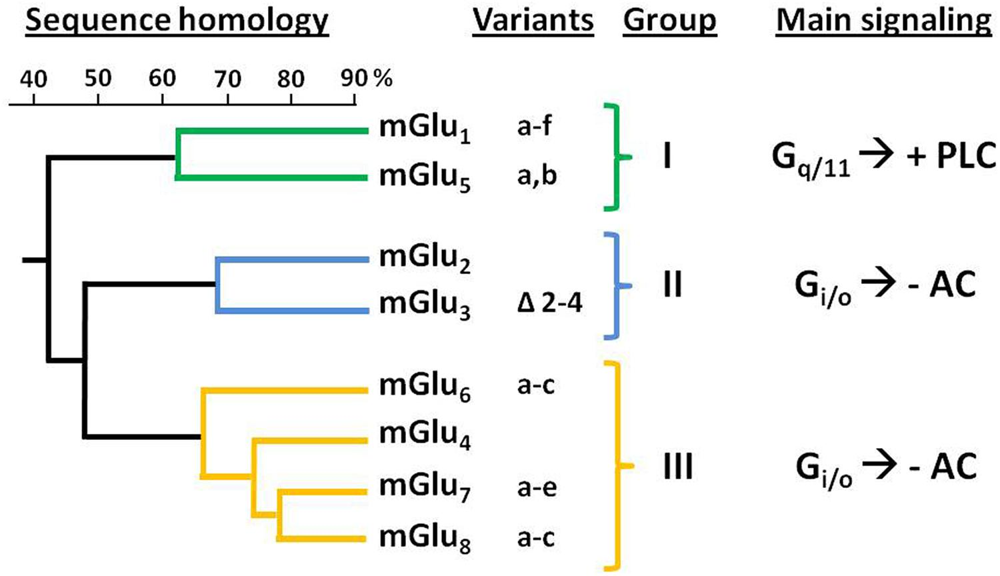 Sequence homology Variants Group Main signaling
40 50 60 70 80 90 %
mGlu1 a-f
I Gq/11 → + PLC
mGlu5 a,b
mGlu2
II Gi/o → - AC
mGlu3 Δ 2-4
mGlu6 a-c
mGlu4
III Gi/o → - AC
mGlu7 a-e
mGlu8 a-c